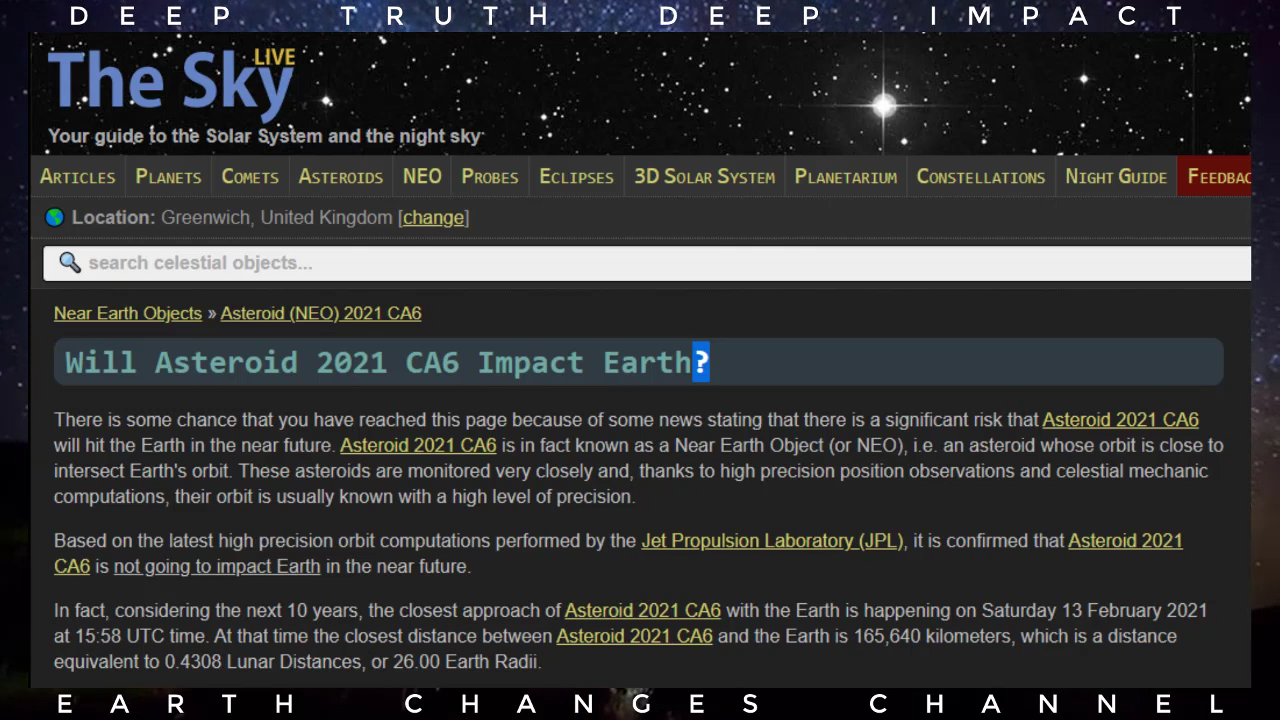 DEEP TRUTH DEEP IMPACT
The Sky LIVE
Your guide to the Solar System and the night sky
ARTICLES PLANETS COMETS ASTEROIDS NEO PROBES ECLIPSES 3D SOLAR SYSTEM PLANETARIUM CONSTELLATIONS NIGHT GUIDE FEEDBAC
Location: Greenwich, United Kingdom [change]
search celestial objects...
Near Earth Objects » Asteroid (NEO) 2021 CA6
Will Asteroid 2021 CA6 Impact Earth?
There is some chance that you have reached this page because of some news stating that there is a significant risk that Asteroid 2021 CA6
will hit the Earth in the near future. Asteroid 2021 CA6 is in fact known as a Near Earth Object (or NEO), i.e. an asteroid whose orbit is close to
intersect Earth's orbit. These asteroids are monitored very closely and, thanks to high precision position observations and celestial mechanic
computations, their orbit is usually known with a high level of precision.
Based on the latest high precision orbit computations performed by the Jet Propulsion Laboratory (JPL), it is confirmed that Asteroid 2021
CA6 is not going to impact Earth in the near future.
In fact, considering the next 10 years, the closest approach of Asteroid 2021 CA6 with the Earth is happening on Saturday 13 February 2021
at 15:58 UTC time. At that time the closest distance between Asteroid 2021 CA6 and the Earth is 165,640 kilometers, which is a distance
equivalent to 0.4308 Lunar Distances, or 26.00 Earth Radii.
EARTH CHANGES CHANNEL